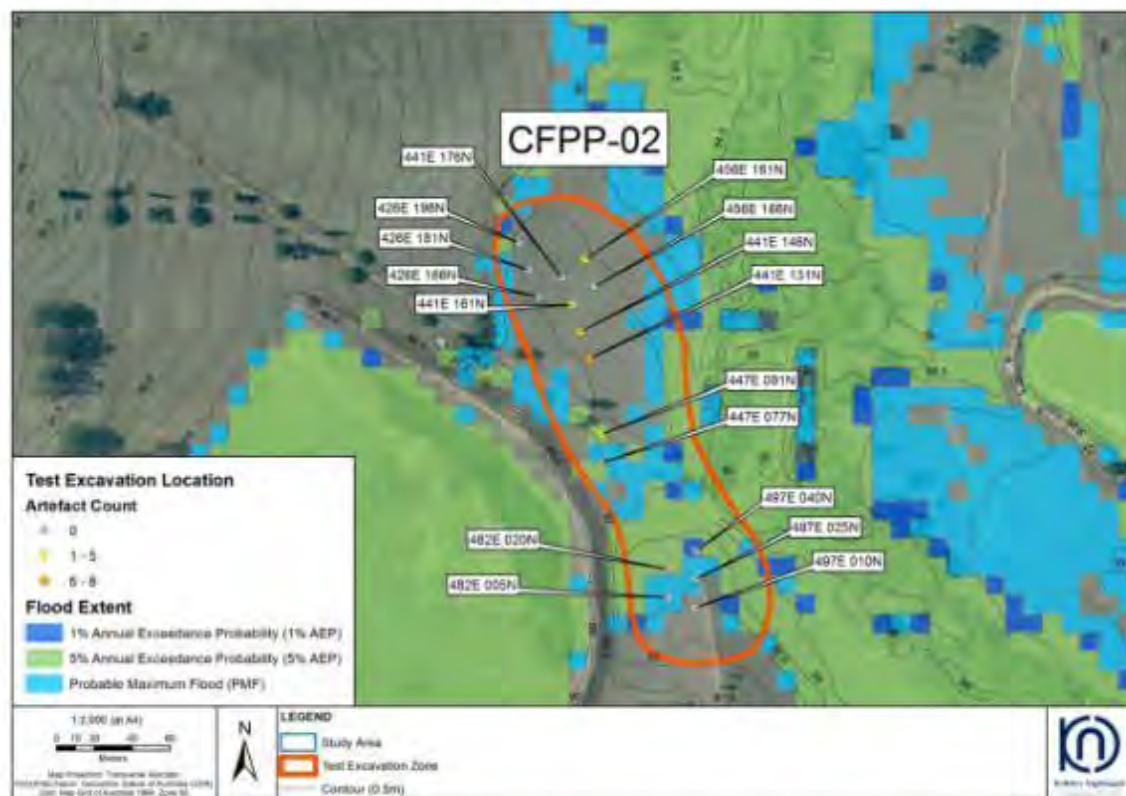 CFPP-02
441E 176N
456E 181N
426E 196N
456E 166N
426E 181N
441E 146N
426E 166N
441E 131N
441E 161N
447E 091N
447E 077N
497E 040N
482E 020N
497E 025N
497E 010N
482E 005N
Test Excavation Location
Artefact Count
0
1 - 5
6 - 8
Flood Extent
1% Annual Exceedance Probability (1% AEP)
5% Annual Exceedance Probability (5% AEP)
Probable Maximum Flood (PMF)
1:2,000 (at A4)
Meters
N
LEGEND
Study Area
Test Excavation Zone
Contour (0.5m)